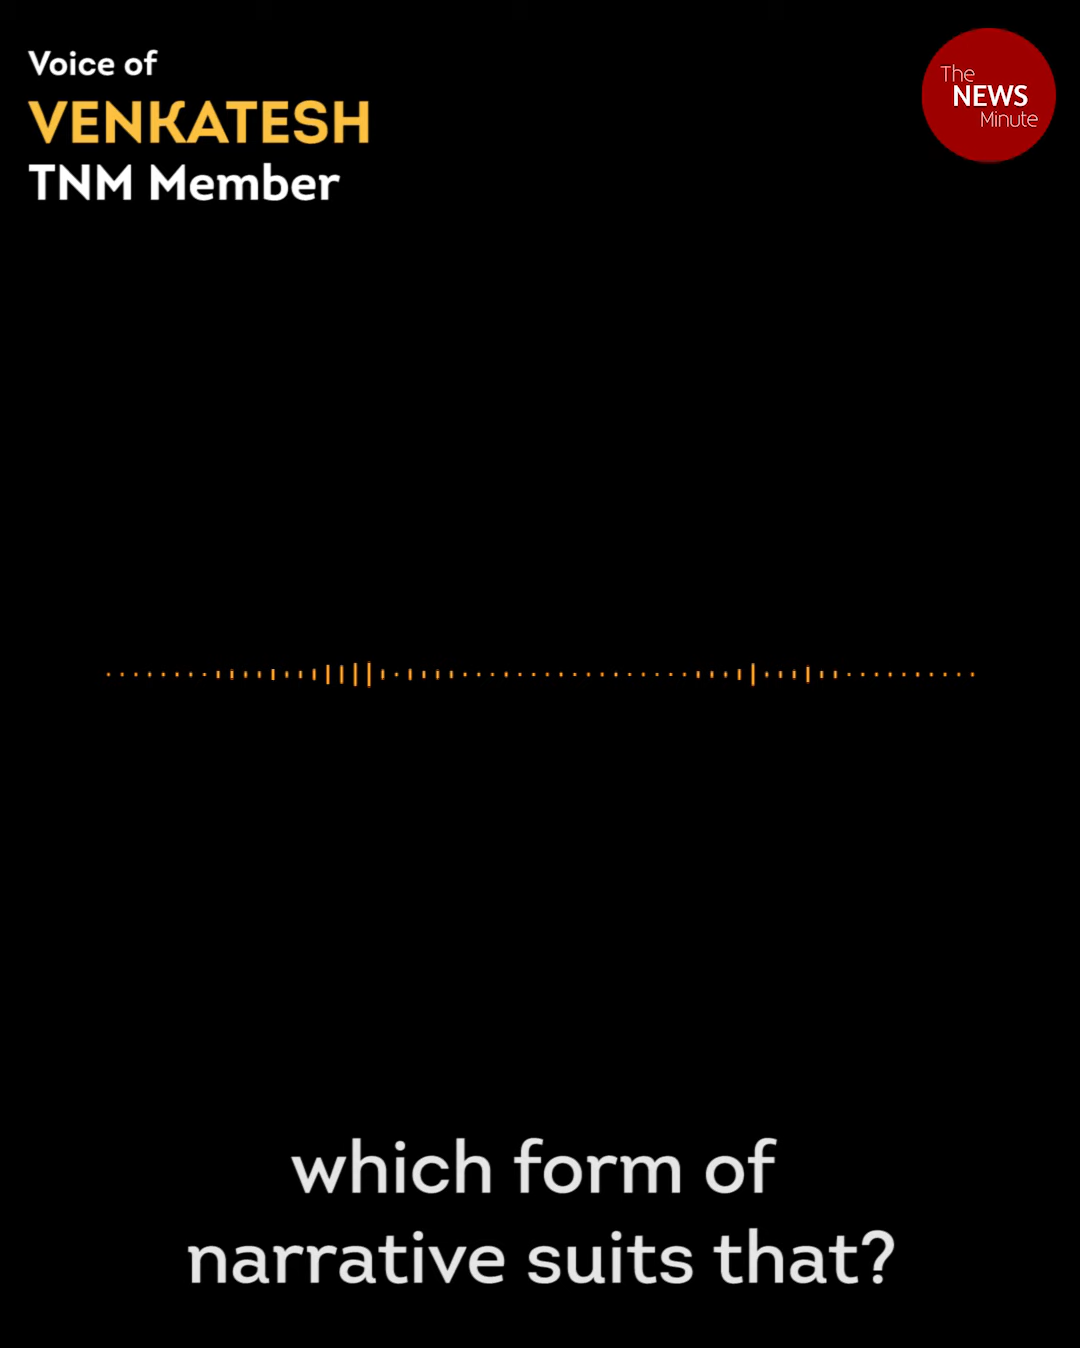 Voice of
VENKATESH
TNM Member
The
NEWS
Minute
which form of
narrative suits that?